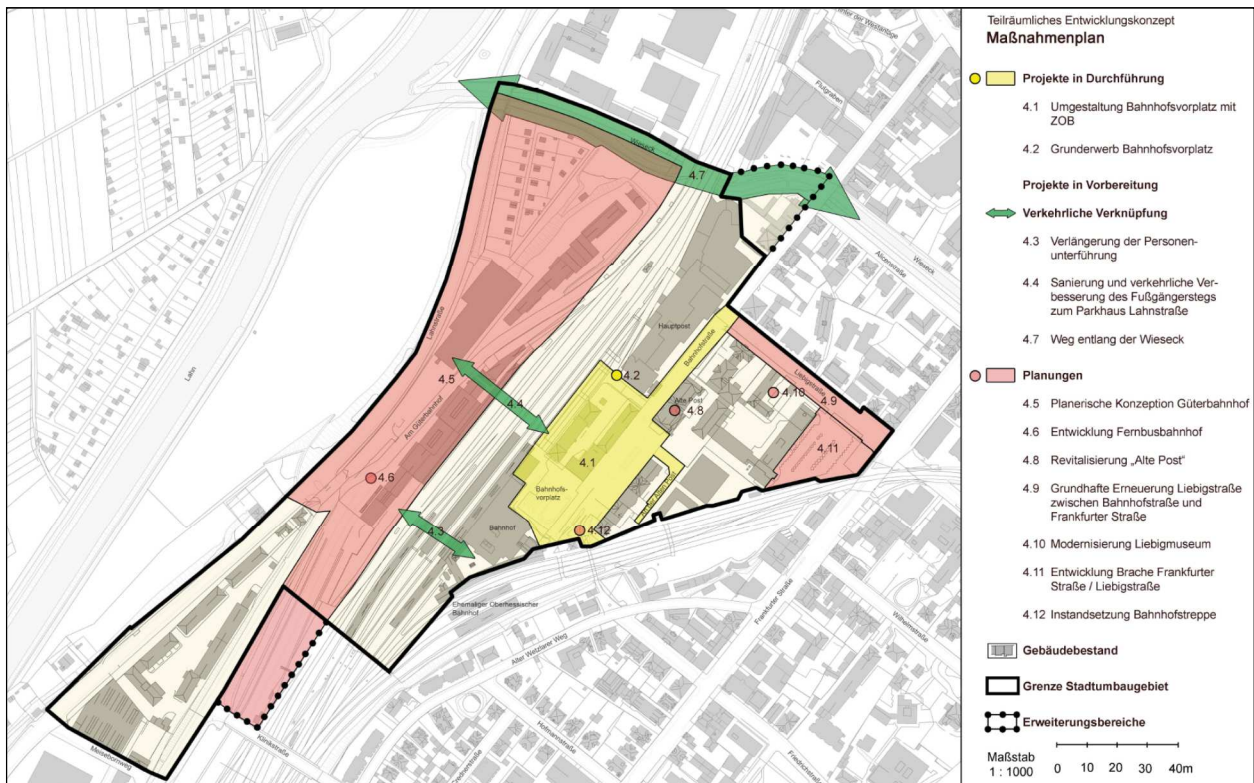 Teilräumliches Entwicklungskonzept
Maßnahmenplan
Projekte in Durchführung
4.1 Umgestaltung Bahnhofsvorplatz mit
ZOB
4.2 Grunderwerb Bahnhofsvorplatz
Projekte in Vorbereitung
Verkehrliche Verknüpfung
4.3 Verlängerung der Personen-
unterführung
4.4 Sanierung und verkehrliche Ver-
besserung des Fußgängerstegs
zum Parkhaus Lahnstraße
4.7 Weg entlang der Wieseck
Planungen
4.5 Planerische Konzeption Güterbahnhof
4.6 Entwicklung Fernbusbahnhof
4.8 Revitalisierung „Alte Post"
4.9 Grundhafte Erneuerung Liebigstraße
zwischen Bahnhofstraße und
Frankfurter Straße
4.10 Modernisierung Liebigmuseum
4.11 Entwicklung Brache Frankfurter
Straße / Liebigstraße
4.12 Instandsetzung Bahnhofstreppe
Gebäudebestand
Grenze Stadtumbaugebiet
Erweiterungsbereiche
Maßstab
1 : 1000
0 10 20 30 40m
der Westanlage
Flutgraben
Wieseck
4.7
Alicenstraße
Wieseck
Lahn
Lahnstraße
Hauptpost
Bahnhofstraße
4.2
Liebigstraße
4.5
4.4
Am Güterbahnhof
Alte Post
4.8
4.10
4.9
4.11
4.1
4.6
Bahnhofs-
vorplatz
4.3
Bahnhof
4.12
Ehemaliger Oberhessischer
Bahnhof
Frankfurter Straße
Wilhelmstraße
Alter Wetzlarer Weg
Hofmannstraße
Klinikstraße
Meisebornweg
Friedrichstraße